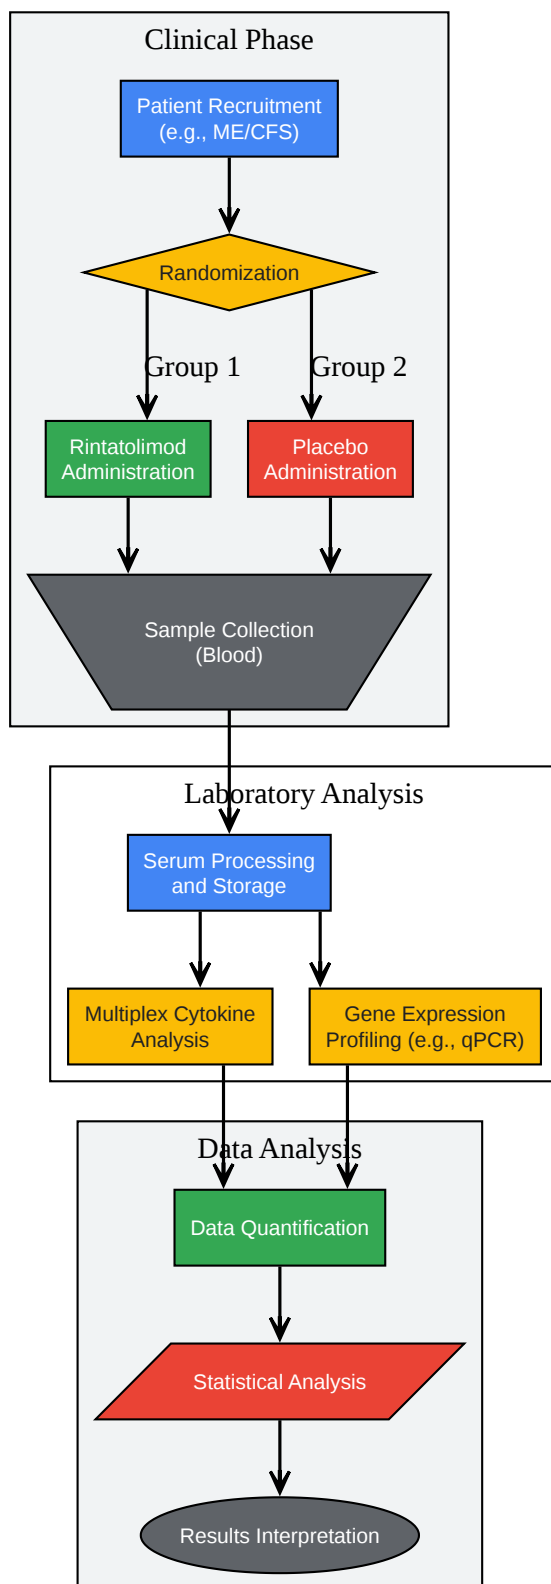 Clinical Phase
Patient Recruitment
(e.g., ME/CFS)
Randomization
Group 1
Group 2
Rintatolimod
Administration
Placebo
Administration
Sample Collection
(Blood)
Laboratory Analysis
Serum Processing
and Storage
Multiplex Cytokine
Analysis
Gene Expression
Profiling (e.g., qPCR)
Data Analysis
Data Quantification
Statistical Analysis
Results Interpretation